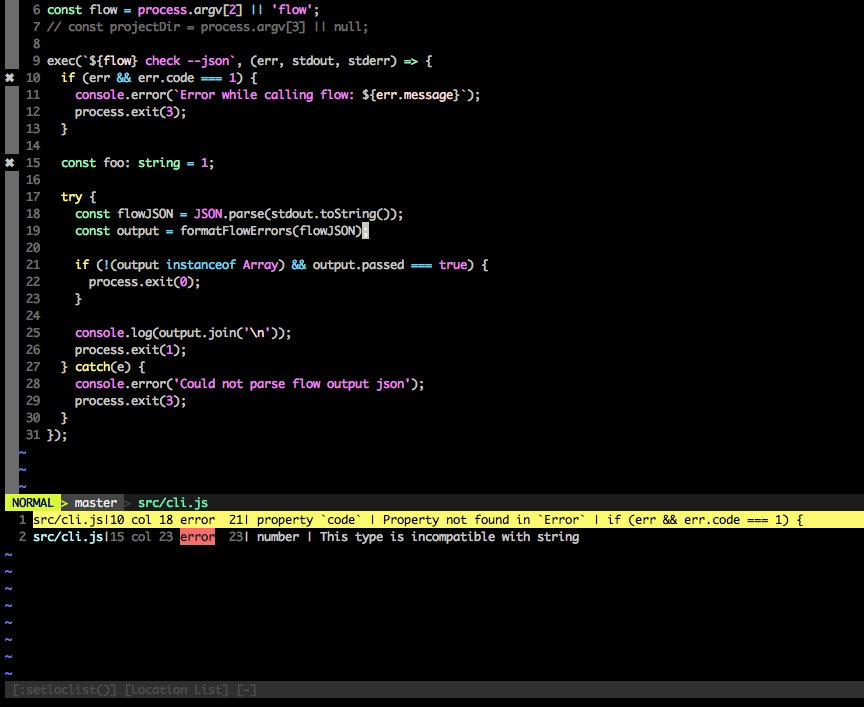 6 const flow = process.argv[2] || 'flow';
7 // const projectDir = process.argv[3] || null;
8
9 exec(`${flow} check --json`, (err, stdout, stderr) => {
✖ 10   if (err && err.code === 1) {
11     console.error(`Error while calling flow: ${err.message}`);
12     process.exit(3);
13   }
14
✖ 15   const foo: string = 1;
16
17   try {
18     const flowJSON = JSON.parse(stdout.toString());
19     const output = formatFlowErrors(flowJSON);
20
21     if (!(output instanceof Array) && output.passed === true) {
22       process.exit(0);
23     }
24
25     console.log(output.join('\n'));
26     process.exit(1);
27   } catch(e) {
28     console.error('Could not parse flow output json');
29     process.exit(3);
30   }
31 });
~
~
~
NORMAL > master > src/cli.js
1 src/cli.js|10 col 18 error  21| property `code` | Property not found in `Error` | if (err && err.code === 1) {
2 src/cli.js|15 col 23 error  23| number | This type is incompatible with string
~
~
~
~
~
~
~
~
[:setloclist()] [Location List] [-]